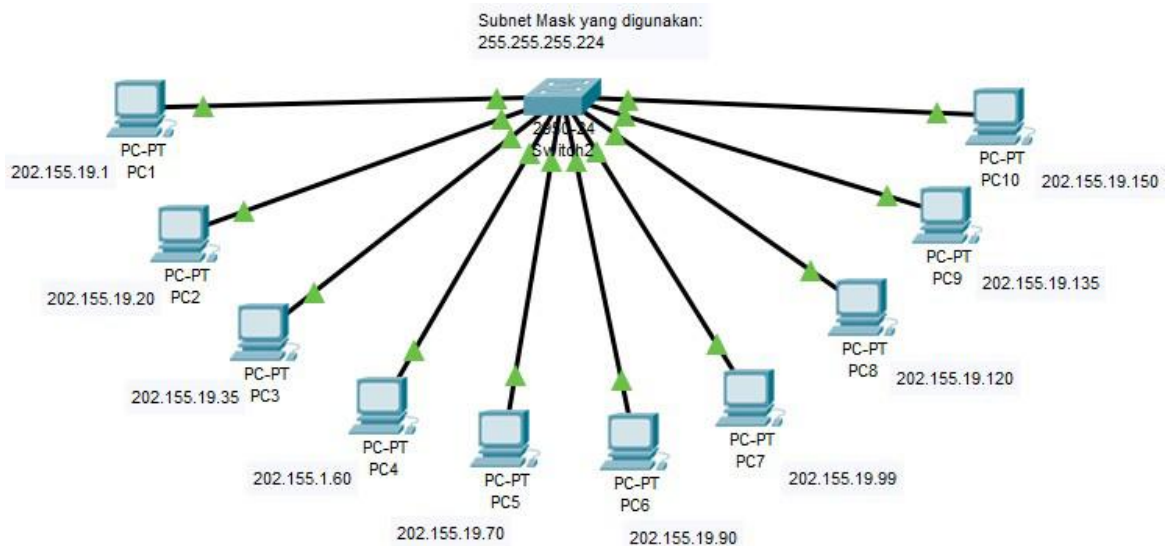 Subnet Mask yang digunakan:
255.255.255.224
2950-24
Switch2
PC-PT
PC1
202.155.19.1
PC-PT
PC2
202.155.19.20
PC-PT
PC3
202.155.19.35
PC-PT
PC4
202.155.1.60
PC-PT
PC5
202.155.19.70
PC-PT
PC6
202.155.19.90
PC-PT
PC7
202.155.19.99
PC-PT
PC8
202.155.19.120
PC-PT
PC9
202.155.19.135
PC-PT
PC10
202.155.19.150